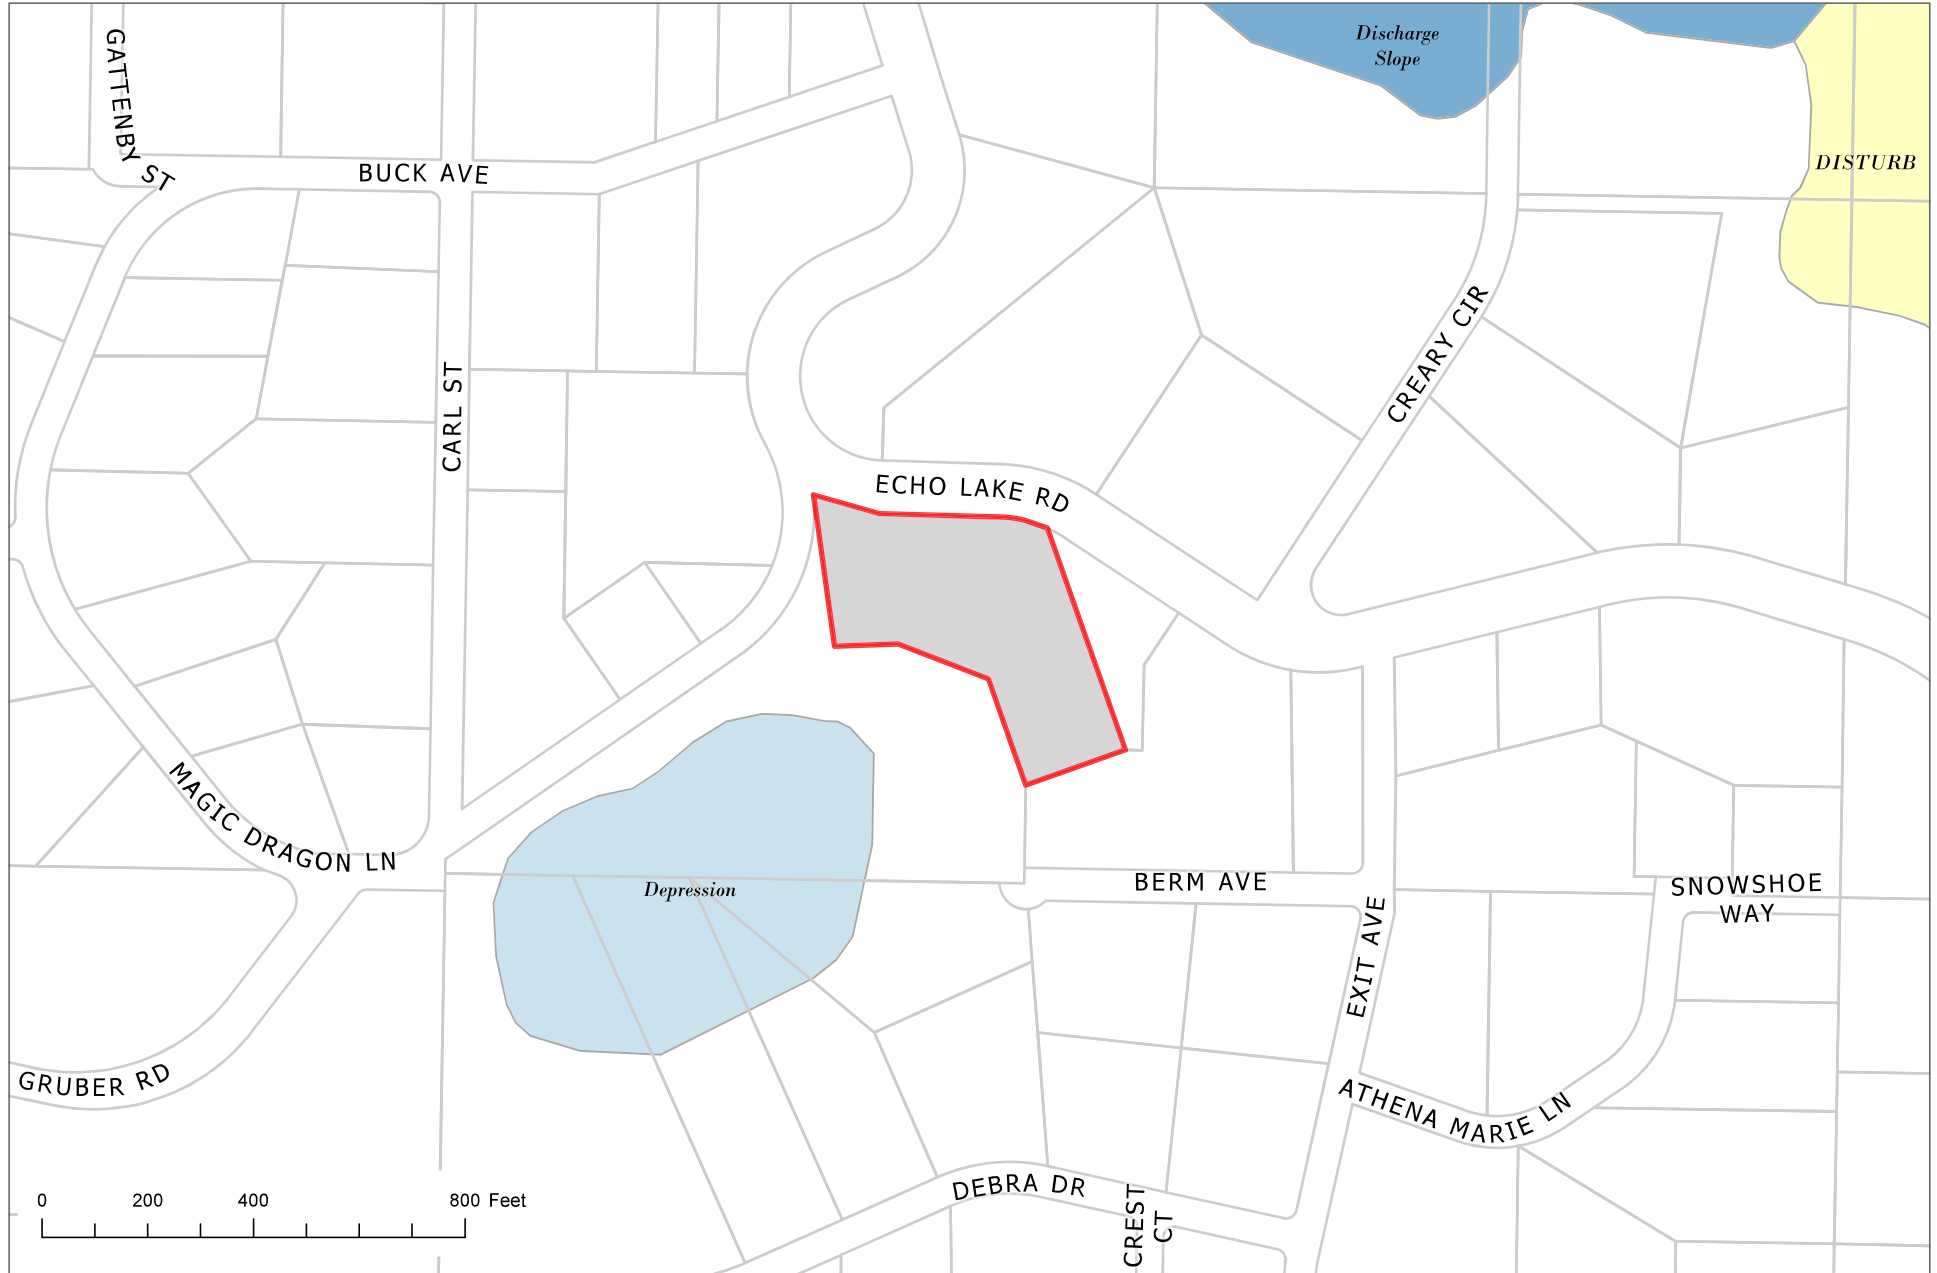 Discharge
Slope
GATTENBY ST
DISTURB
BUCK AVE
CREARY CIR
CARL ST
ECHO LAKE RD
MAGIC DRAGON LN
Depression
BERM AVE
SNOWSHOE
WAY
EXIT AVE
GRUBER RD
ATHENA MARIE LN
DEBRA DR
CREST
CT
0 200 400 800 Feet